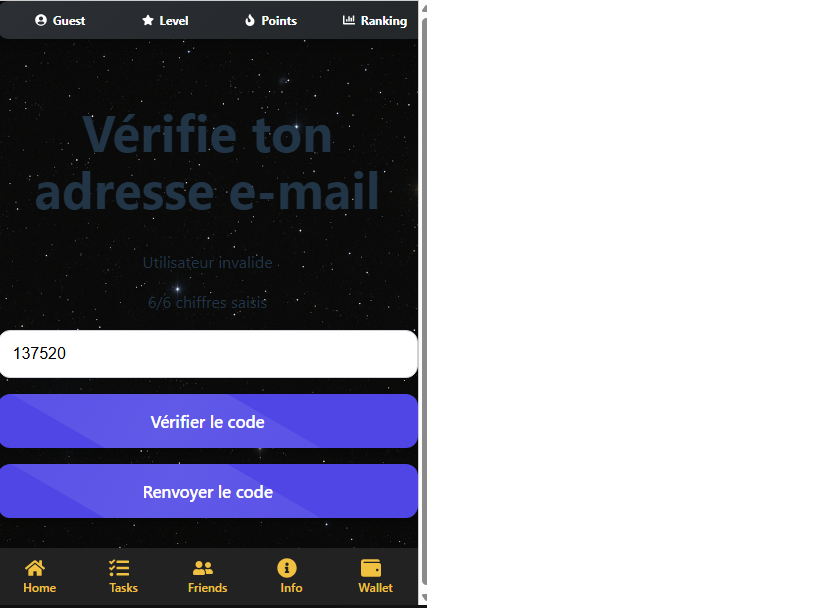 Guest Level Points Ranking
Vérifie ton
adresse e-mail
Utilisateur invalide
6/6 chiffres saisis
137520
Vérifier le code
Renvoyer le code
Home Tasks Friends Info Wallet